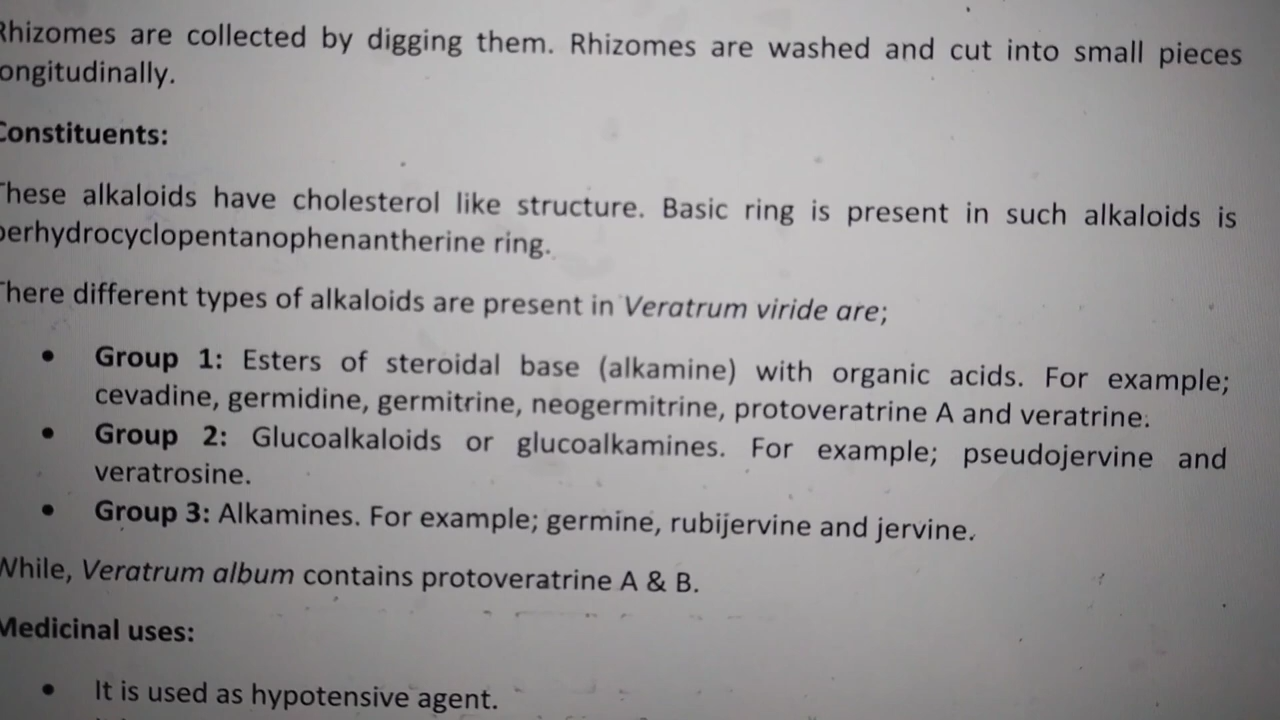 Rhizomes are collected by digging them. Rhizomes are washed and cut into small pieces
longitudinally.
Constituents:
These alkaloids have cholesterol like structure. Basic ring is present in such alkaloids is
perhydrocyclopentanophenantherine ring.
There different types of alkaloids are present in Veratrum viride are;
• Group 1: Esters of steroidal base (alkamine) with organic acids. For example;
cevadine, germidine, germitrine, neogermitrine, protoveratrine A and veratrine.
• Group 2: Glucoalkaloids or glucoalkamines. For example; pseudojervine and
veratrosine.
• Group 3: Alkamines. For example; germine, rubijervine and jervine.
While, Veratrum album contains protoveratrine A & B.
Medicinal uses:
• It is used as hypotensive agent.